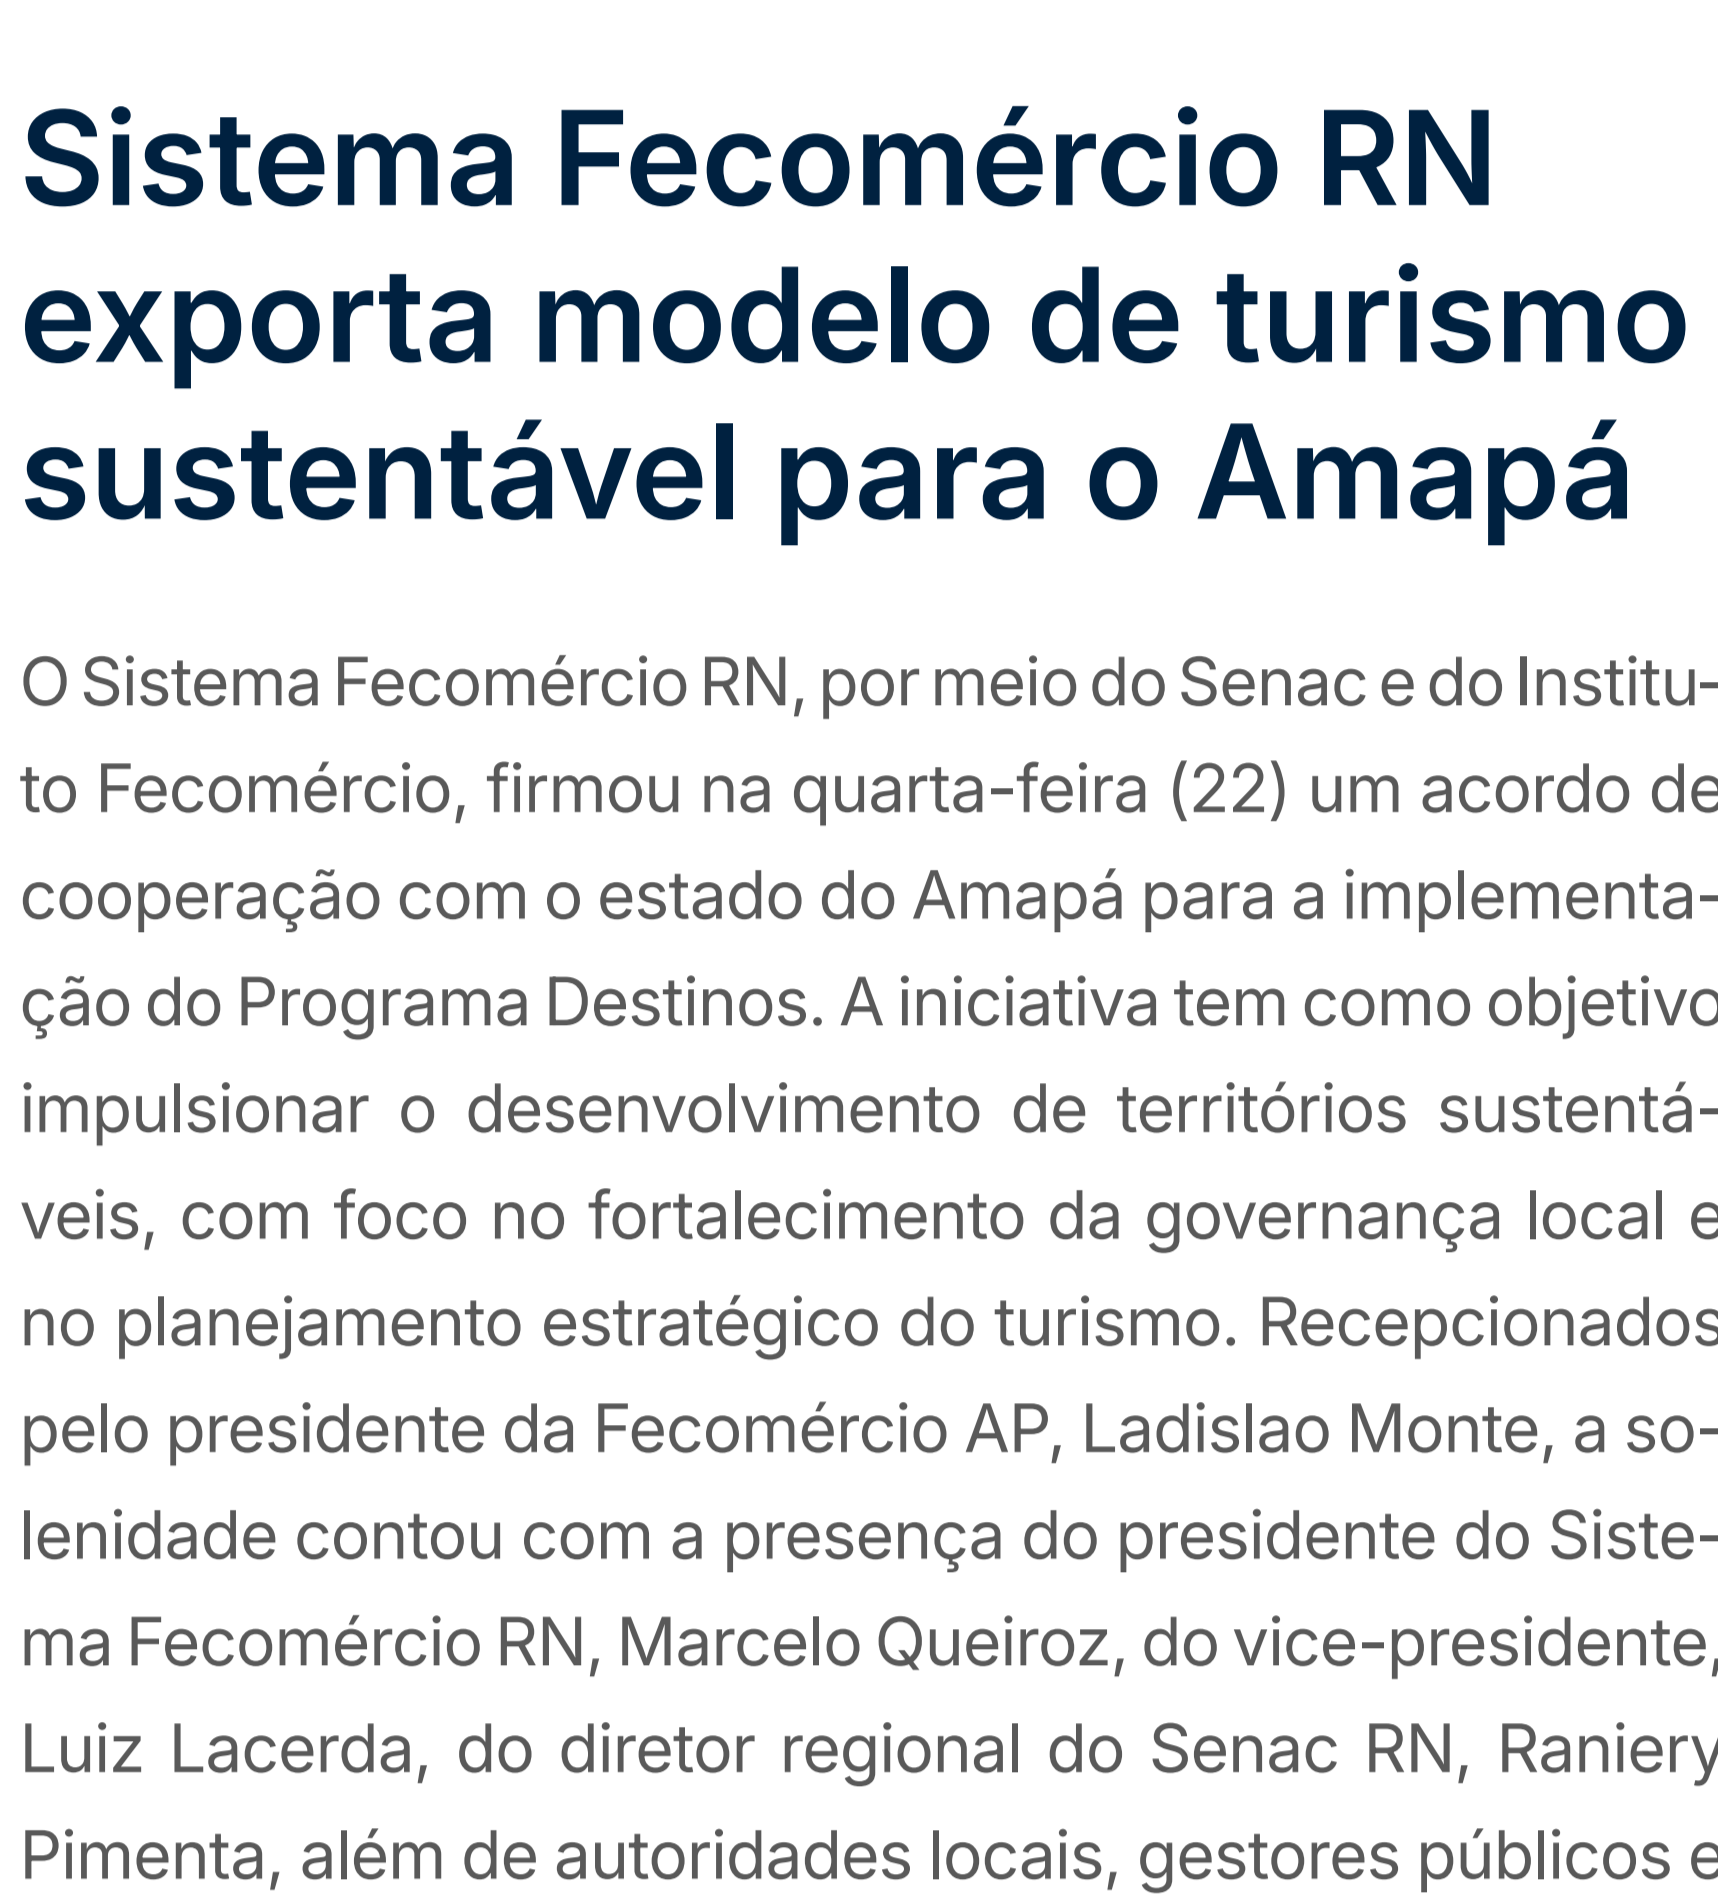 Sistema Fecomércio RN
exporta modelo de turismo
sustentável para o Amapá
O Sistema Fecomércio RN, por meio do Senac e do Institu-
to Fecomércio, firmou na quarta-feira (22) um acordo de
cooperação com o estado do Amapá para a implementa-
ção do Programa Destinos. A iniciativa tem como objetivo
impulsionar o desenvolvimento de territórios sustentá-
veis, com foco no fortalecimento da governança local e
no planejamento estratégico do turismo. Recepcionados
pelo presidente da Fecomércio AP, Ladislao Monte, a so-
lenidade contou com a presença do presidente do Siste-
ma Fecomércio RN, Marcelo Queiroz, do vice-presidente,
Luiz Lacerda, do diretor regional do Senac RN, Raniery
Pimenta, além de autoridades locais, gestores públicos e